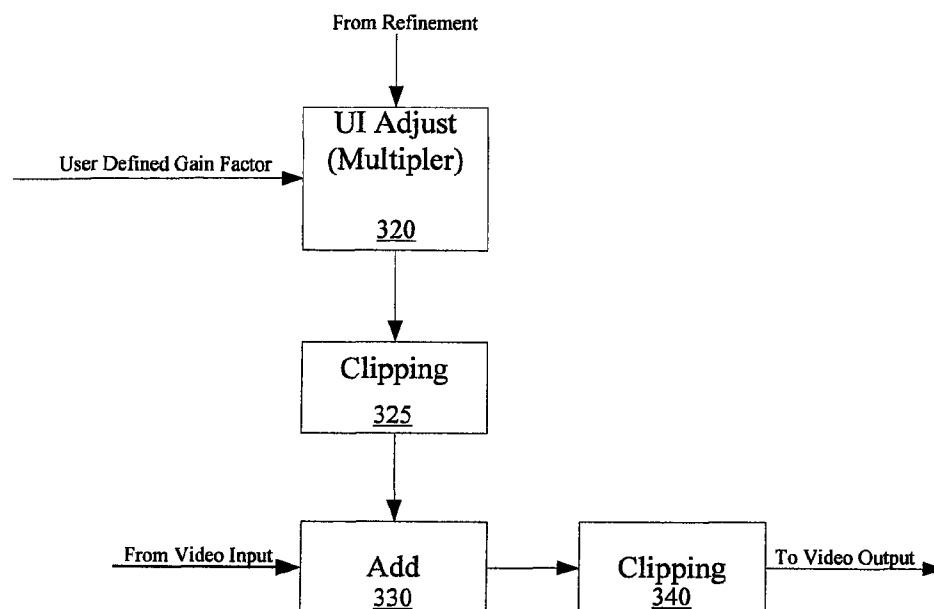 From Refinement
UI Adjust
(Multipler)
User Defined Gain Factor
320
Clipping
325
From Video Input
Add
330
Clipping
340
To Video Output